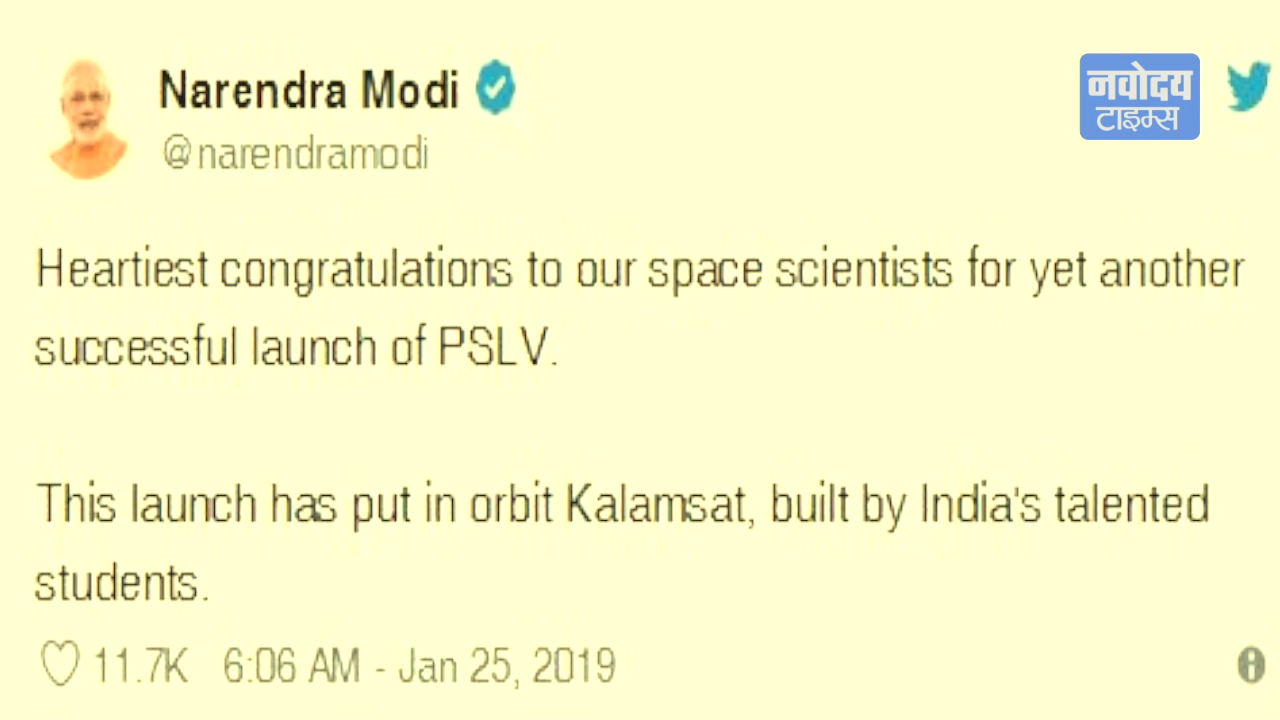 Narendra Modi
नवोदय
टाइम्स
@narendramodi
Heartiest congratulations to our space scientists for yet another
successful launch of PSLV.
This launch has put in orbit Kalamsat, built by India's talented
students.
11.7K 6:06 AM - Jan 25, 2019